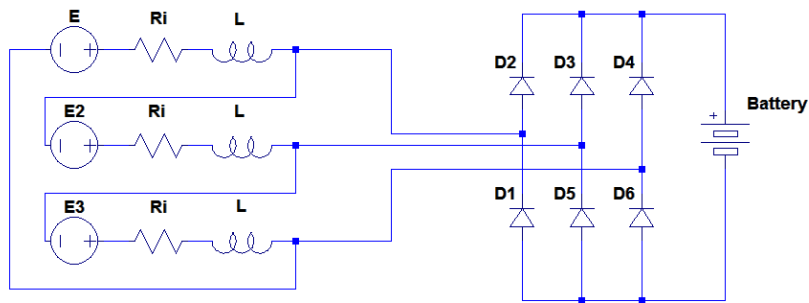 E Ri L
D2 D3 D4
Battery
+
E2 Ri L
- +
- +
E3 Ri L
D1 D5 D6
- +